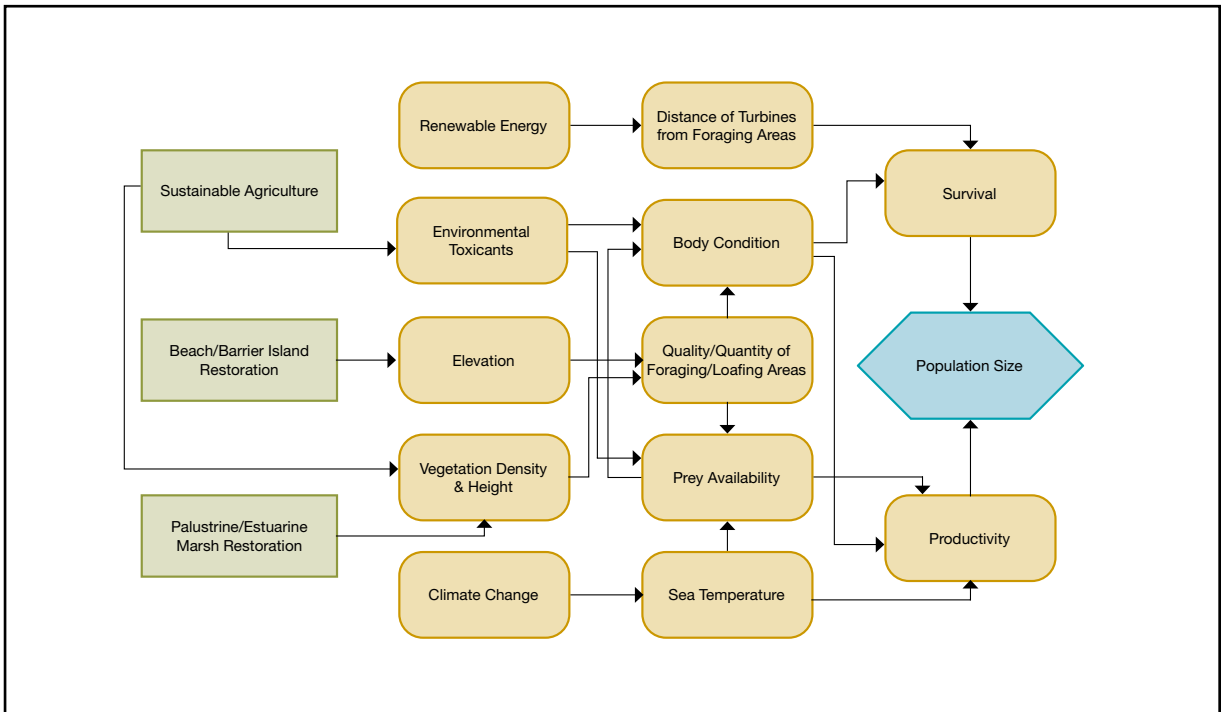 Renewable Energy
Distance of Turbines
from Foraging Areas
Sustainable Agriculture
Survival
Environmental
Toxicants
Body Condition
Beach/Barrier Island
Restoration
Elevation
Quality/Quantity of
Foraging/Loafing Areas
Population Size
Vegetation Density
& Height
Prey Availability
Palustrine/Estuarine
Marsh Restoration
Productivity
Climate Change
Sea Temperature